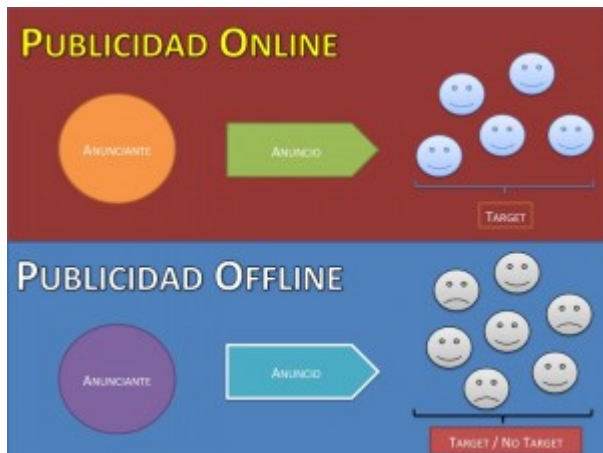 PUBLICIDAD ONLINE
ANUNCIANTE
ANUNCIO
TARGET
PUBLICIDAD OFFLINE
ANUNCIANTE
ANUNCIO
TARGET / NO TARGET